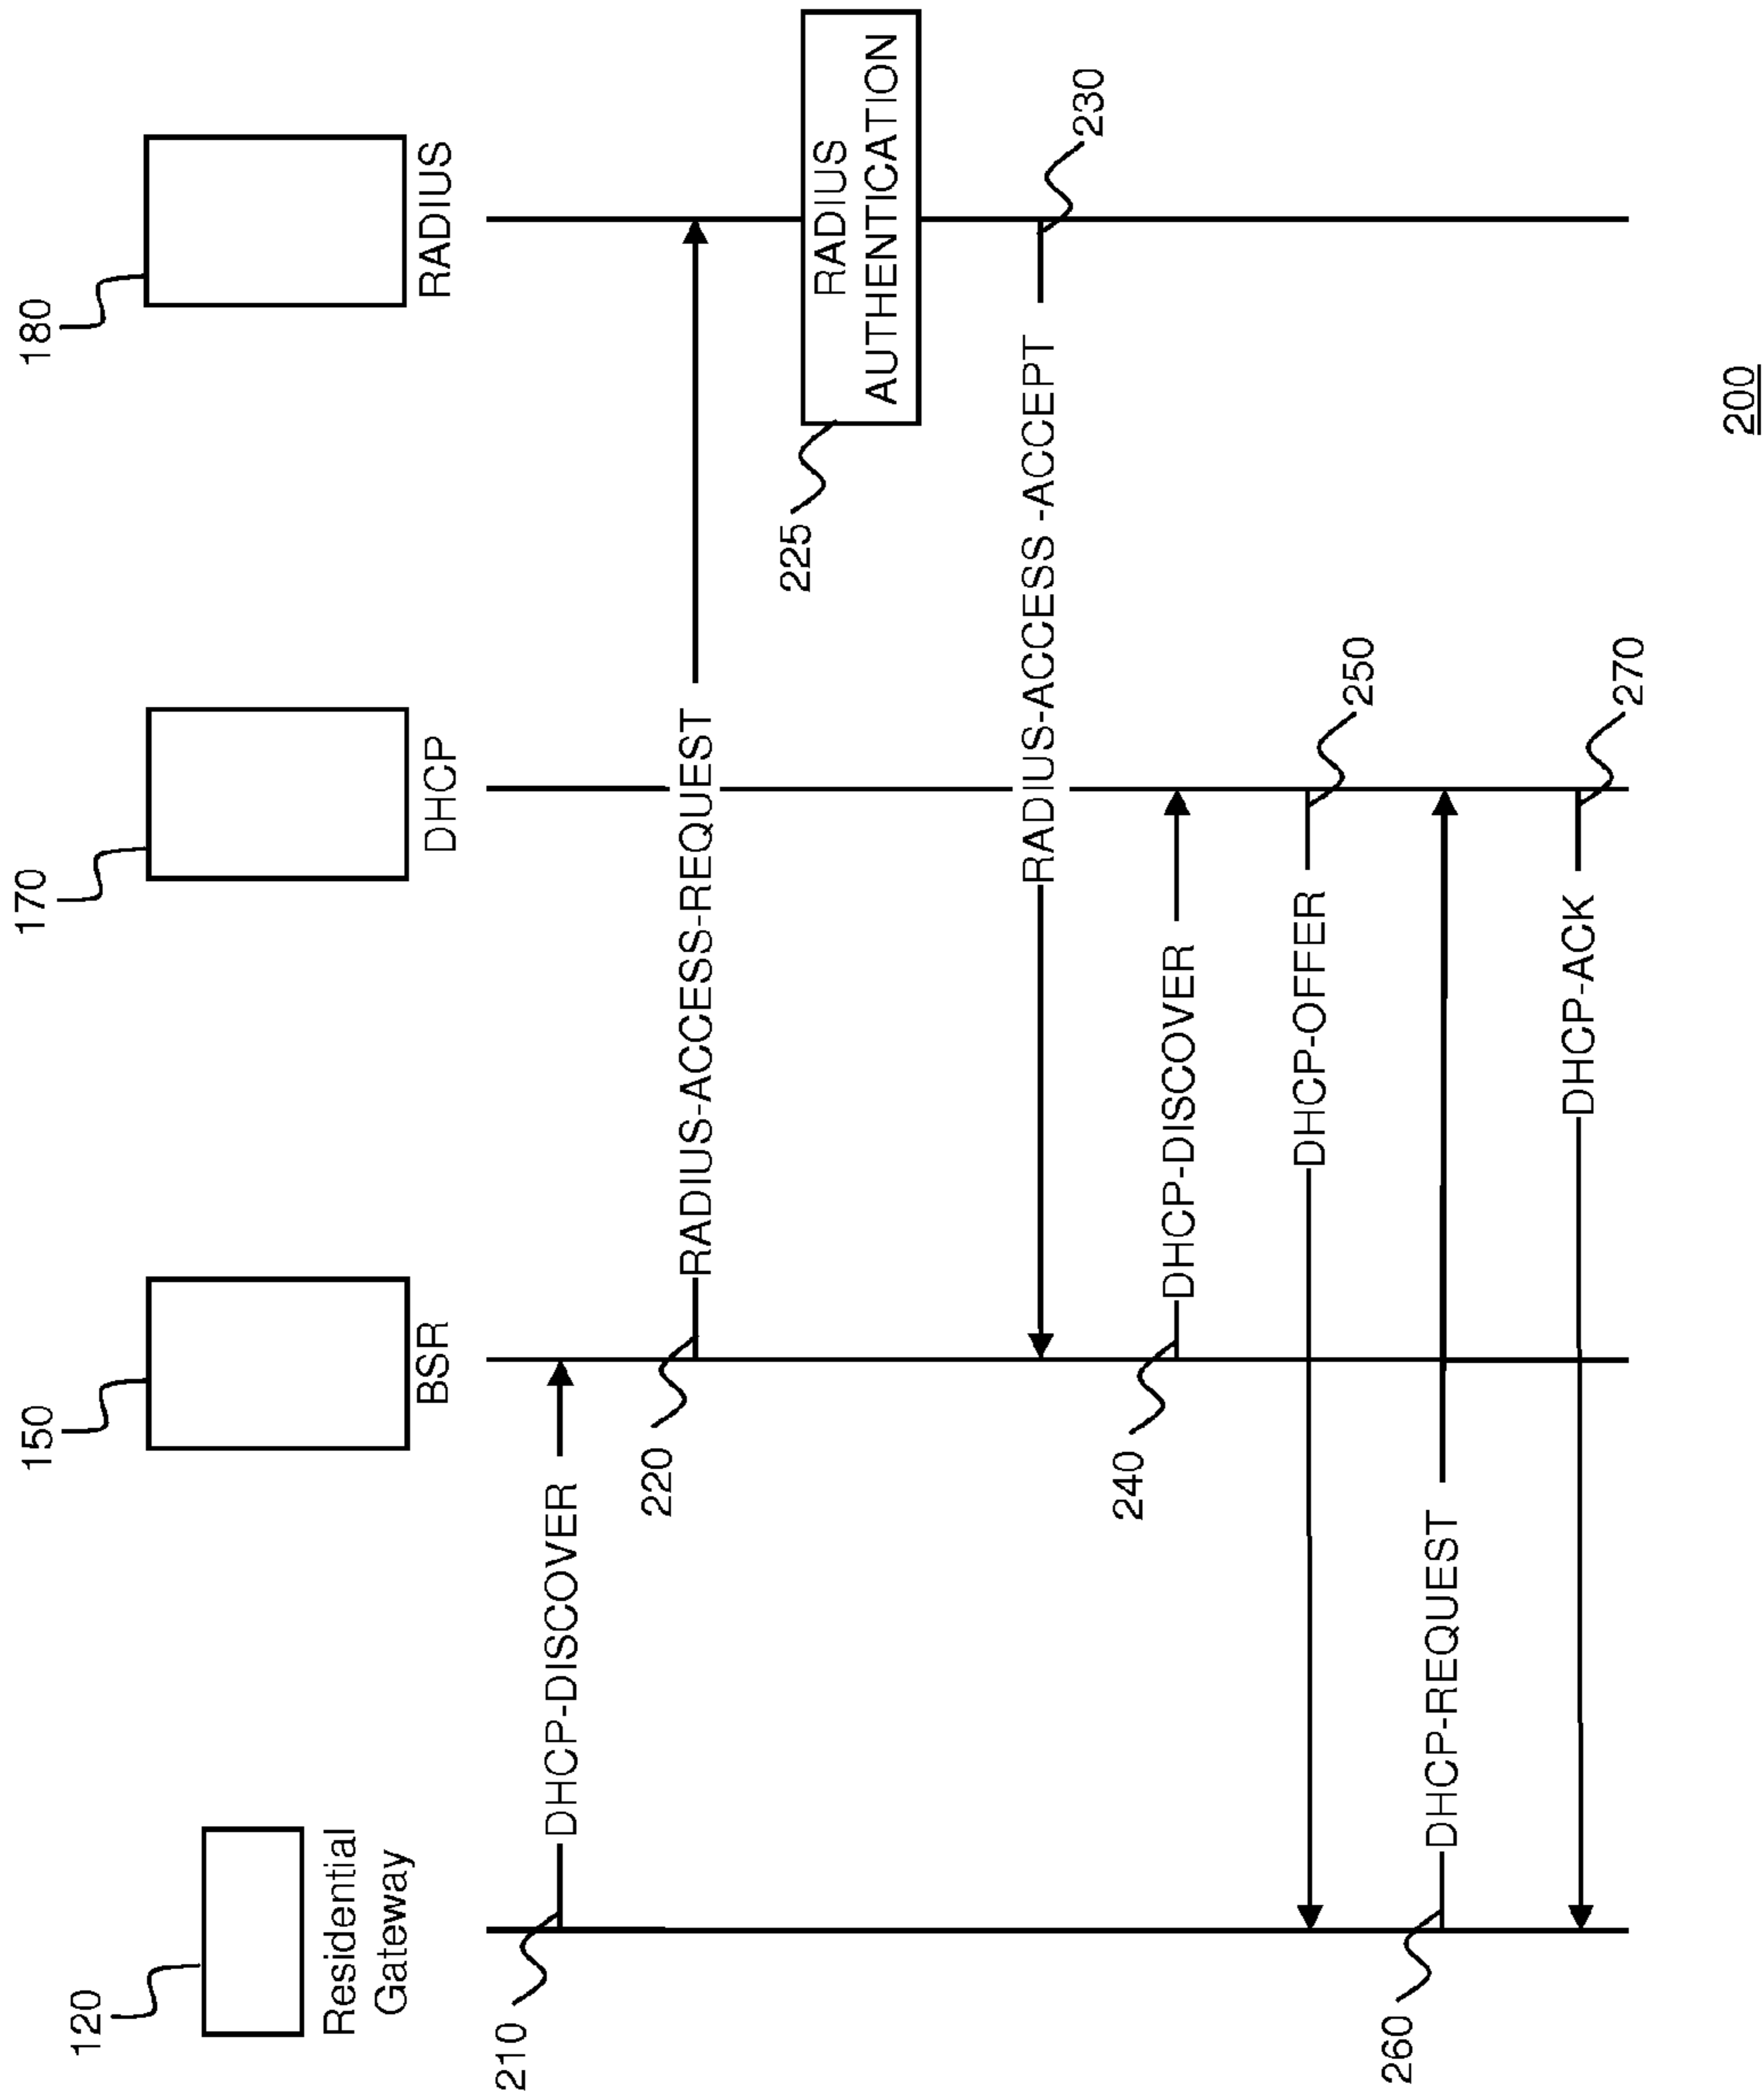 120
150
170
180
Residential
Gateway
BSR
DHCP
RADIUS
210
DHCP-DISCOVER
220
RADIUS-ACCESS-REQUEST
225
RADIUS
AUTHENTICATION
RADIUS-ACCESS -ACCEPT
230
240
DHCP-DISCOVER
DHCP-OFFER
250
260
DHCP-REQUEST
DHCP-ACK
270
200